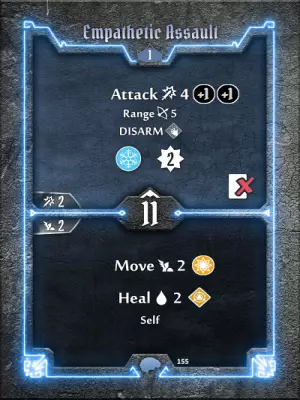 Empathetic Assault
1
Attack 4 +1 +1
Range 5
DISARM
2
2
11
2
Move 2
Heal 2
Self
155